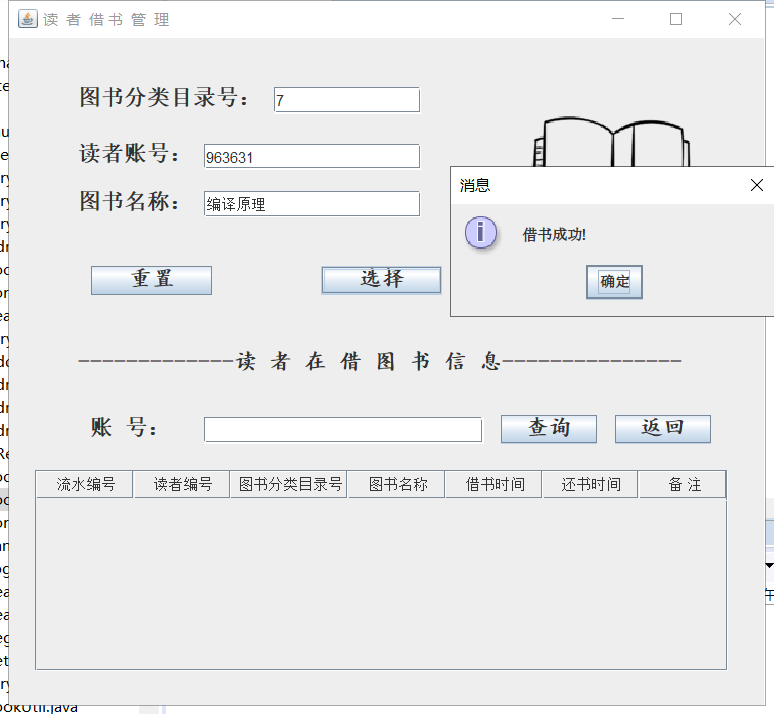 读 者 借 书 管 理
图书分类目录号： 7
读者账号： 963631
图书名称： 编译原理
消息
借书成功!
确定
重置 选择
-------------读 者 在 借 图 书 信 息---------------
账 号： 查询 返回
流水编号 读者编号 图书分类目录号 图书名称 借书时间 还书时间 备 注
ookUtil.java